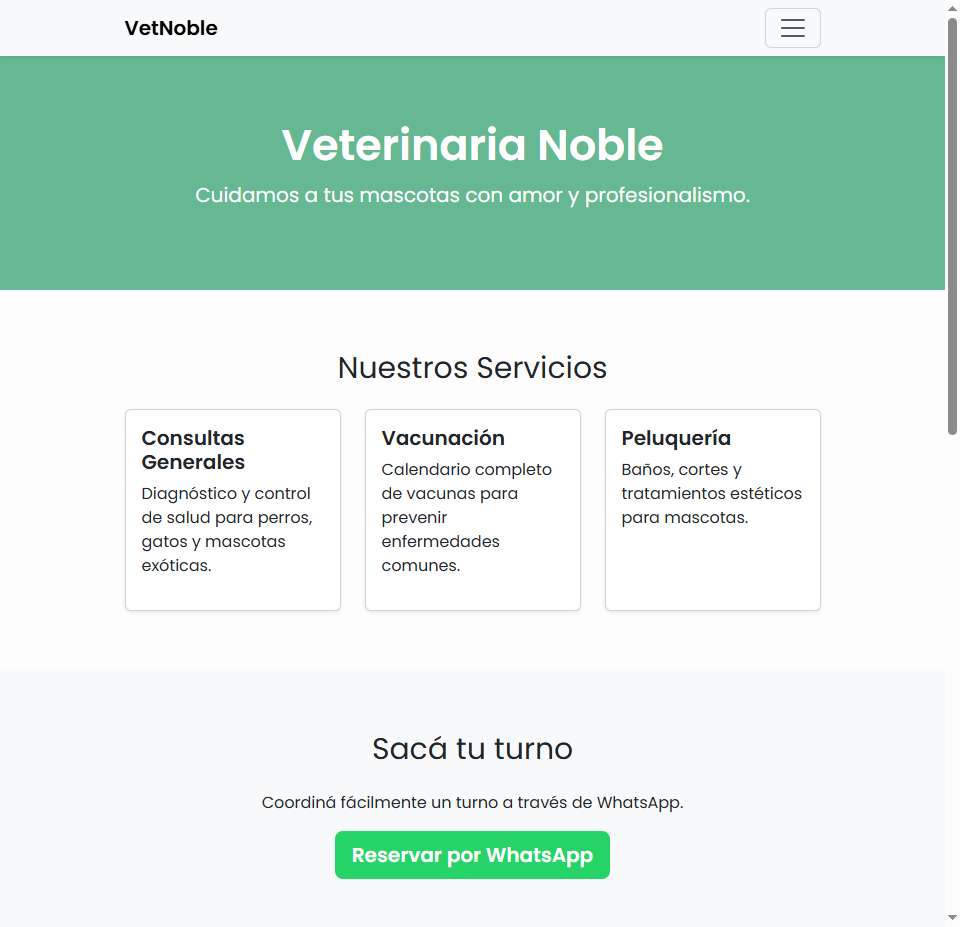 VetNoble
Veterinaria Noble
Cuidamos a tus mascotas con amor y profesionalismo.
Nuestros Servicios
Consultas
Generales
Diagnóstico y control
de salud para perros,
gatos y mascotas
exóticas.
Vacunación
Calendario completo
de vacunas para
prevenir
enfermedades
comunes.
Peluquería
Baños, cortes y
tratamientos estéticos
para mascotas.
Sacá tu turno
Coordiná fácilmente un turno a través de WhatsApp.
Reservar por WhatsApp